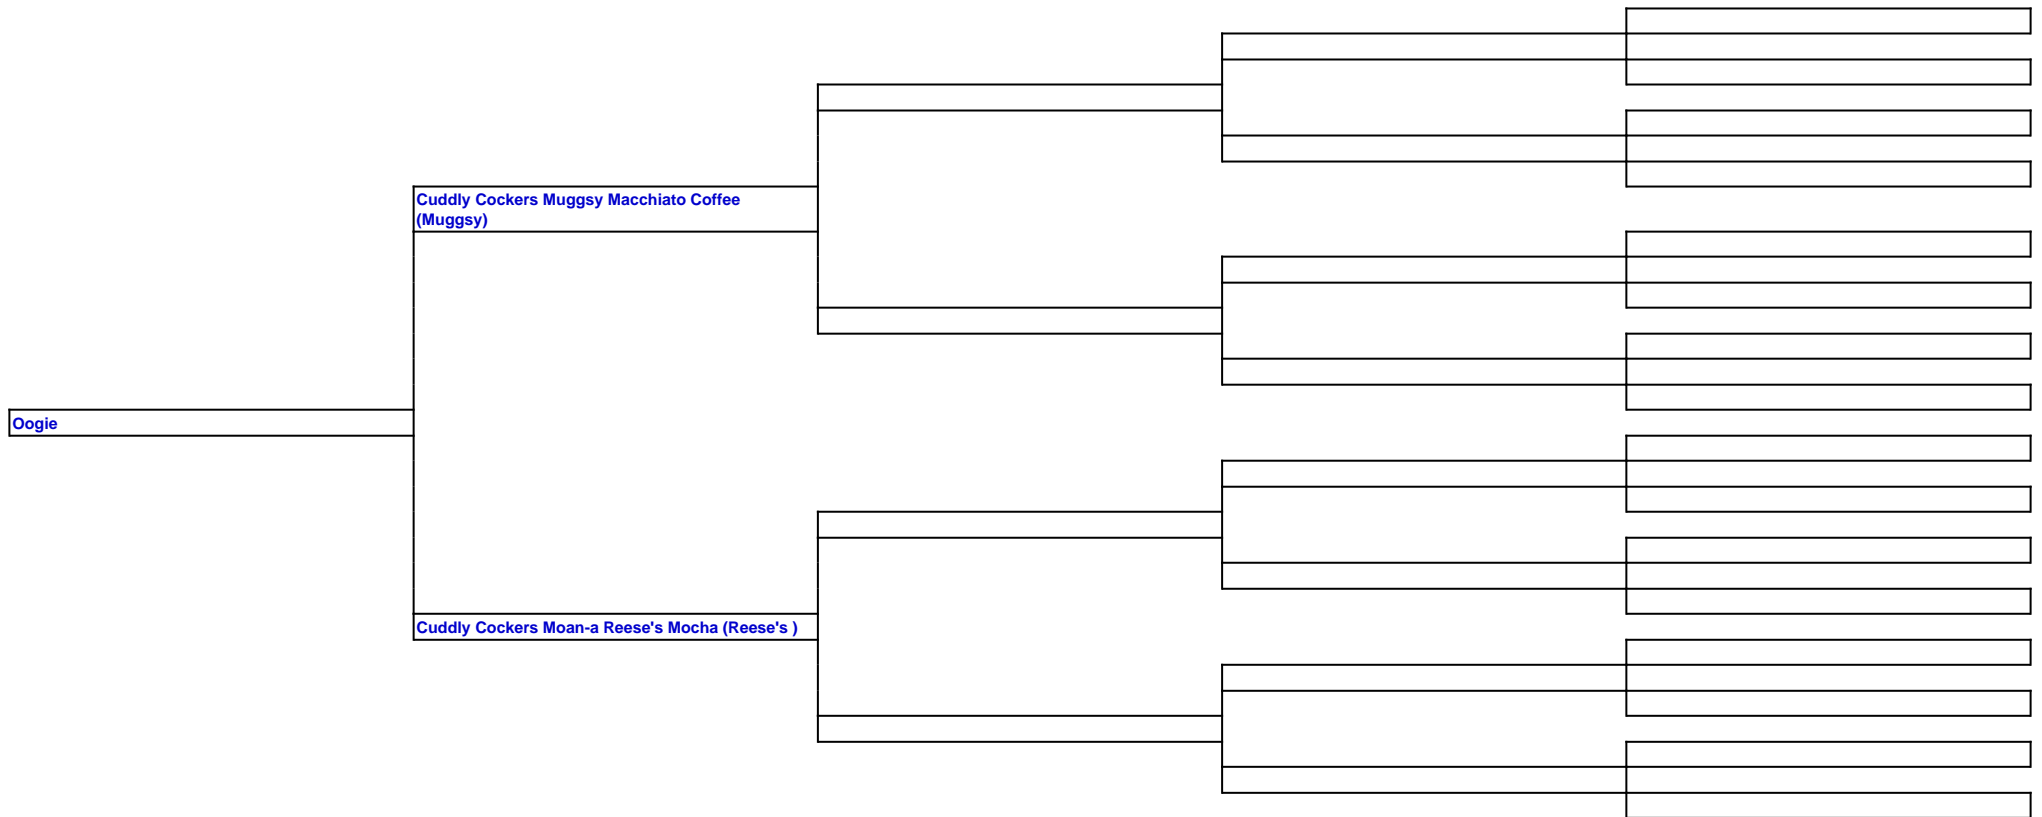 Cuddly Cockers Muggsy Macchiato Coffee
(Muggsy)
Oogie
Cuddly Cockers Moan-a Reese's Mocha (Reese's )